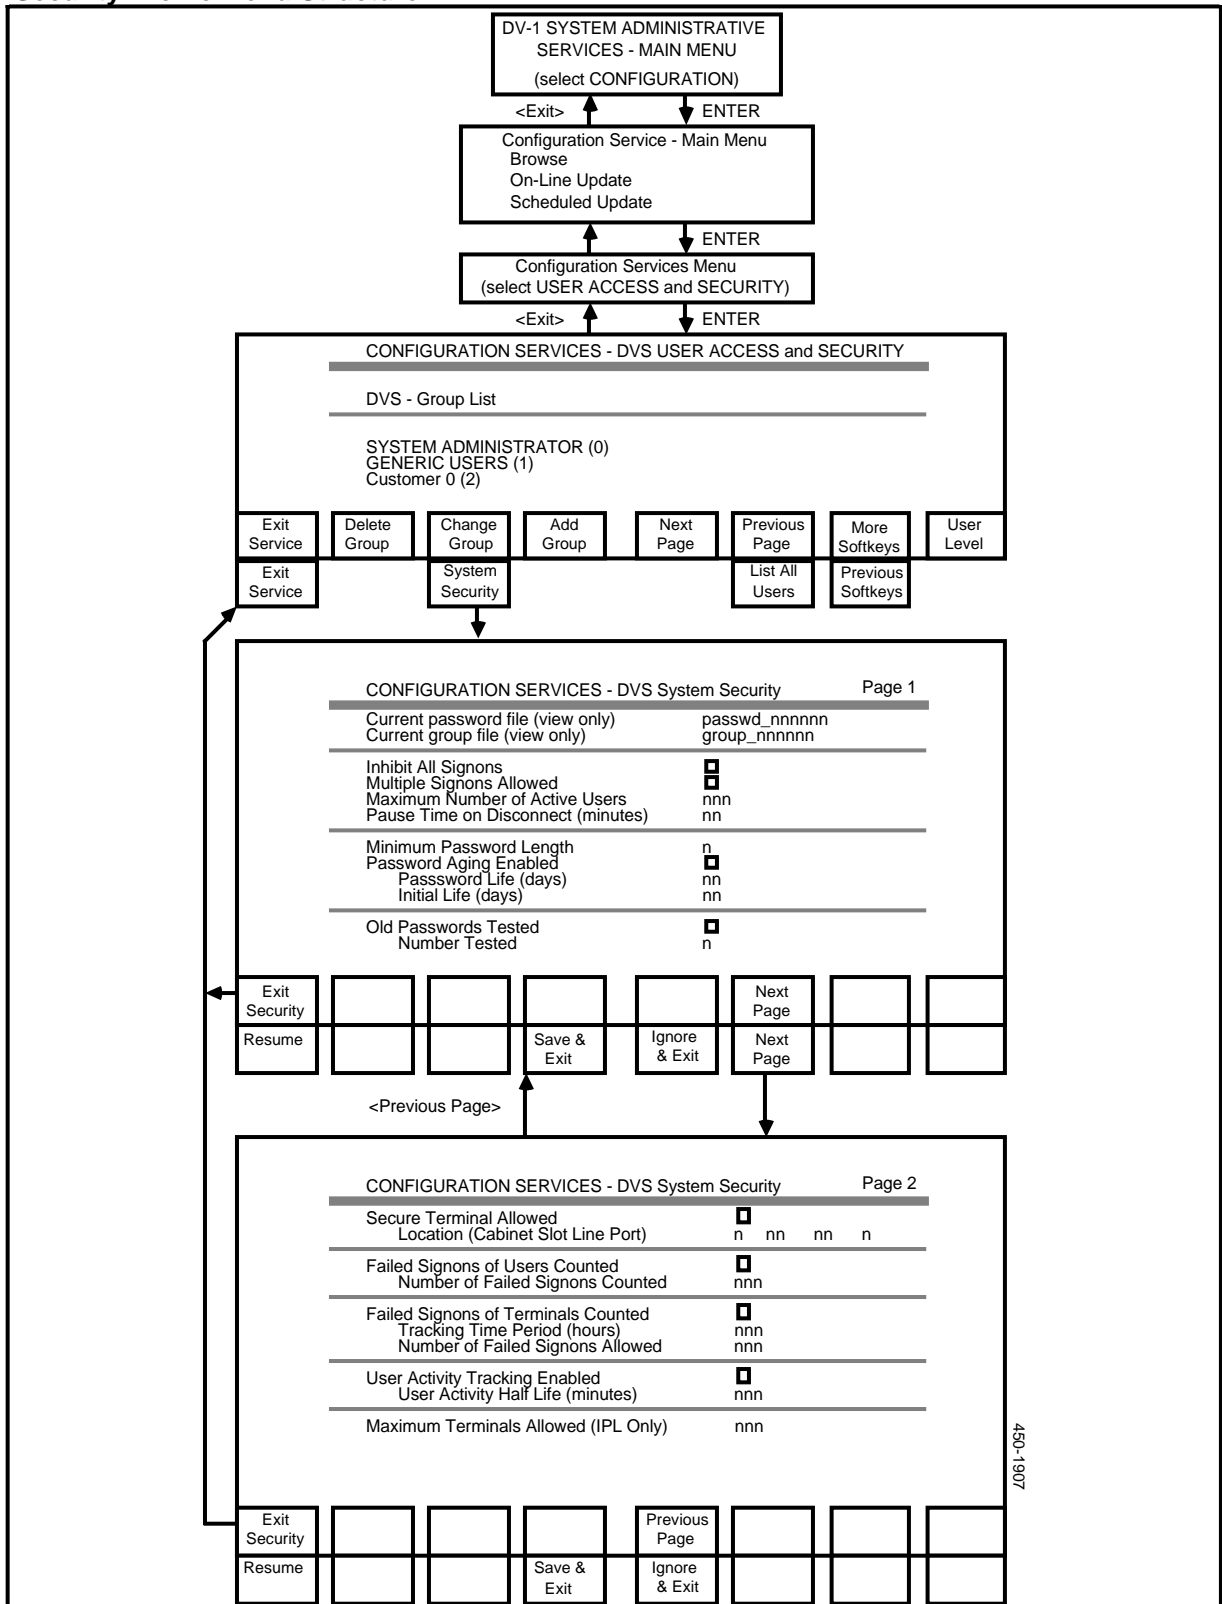 DV-1 SYSTEM ADMINISTRATIVE
SERVICES - MAIN MENU
(select CONFIGURATION)
<Exit> ENTER
Configuration Service - Main Menu
Browse
On-Line Update
Scheduled Update
ENTER
Configuration Services Menu
(select USER ACCESS and SECURITY)
<Exit> ENTER
CONFIGURATION SERVICES - DVS USER ACCESS and SECURITY
DVS - Group List
SYSTEM ADMINISTRATOR (0)
GENERIC USERS (1)
Customer 0 (2)
Exit Delete Change Add Next Previous More User
Service Group Group Group Page Page Softkeys Level
Exit System List All Previous
Service Security Users Softkeys
CONFIGURATION SERVICES - DVS System Security Page 1
Current password file (view only) passwd_nnnnnn
Current group file (view only) group_nnnnnn
Inhibit All Signons
Multiple Signons Allowed
Maximum Number of Active Users nnn
Pause Time on Disconnect (minutes) nn
Minimum Password Length n
Password Aging Enabled
Passsword Life (days) nn
Initial Life (days) nn
Old Passwords Tested
Number Tested n
Exit Next
Security Page
Resume Save & Ignore Next
Exit & Exit Page
<Previous Page>
CONFIGURATION SERVICES - DVS System Security Page 2
Secure Terminal Allowed
Location (Cabinet Slot Line Port) n nn nn n
Failed Signons of Users Counted
Number of Failed Signons Counted nnn
Failed Signons of Terminals Counted
Tracking Time Period (hours) nnn
Number of Failed Signons Allowed nnn
User Activity Tracking Enabled
User Activity Half Life (minutes) nnn
Maximum Terminals Allowed (IPL Only) nnn
450-1907
Exit Previous
Security Page
Resume Save & Ignore
Exit & Exit